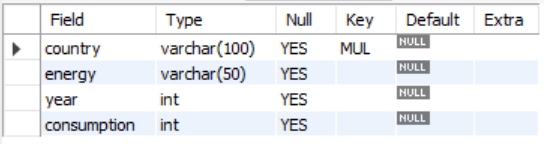 Field Type Null Key Default Extra
country varchar(100) YES MUL NULL
energy varchar(50) YES NULL
year int YES NULL
consumption int YES NULL